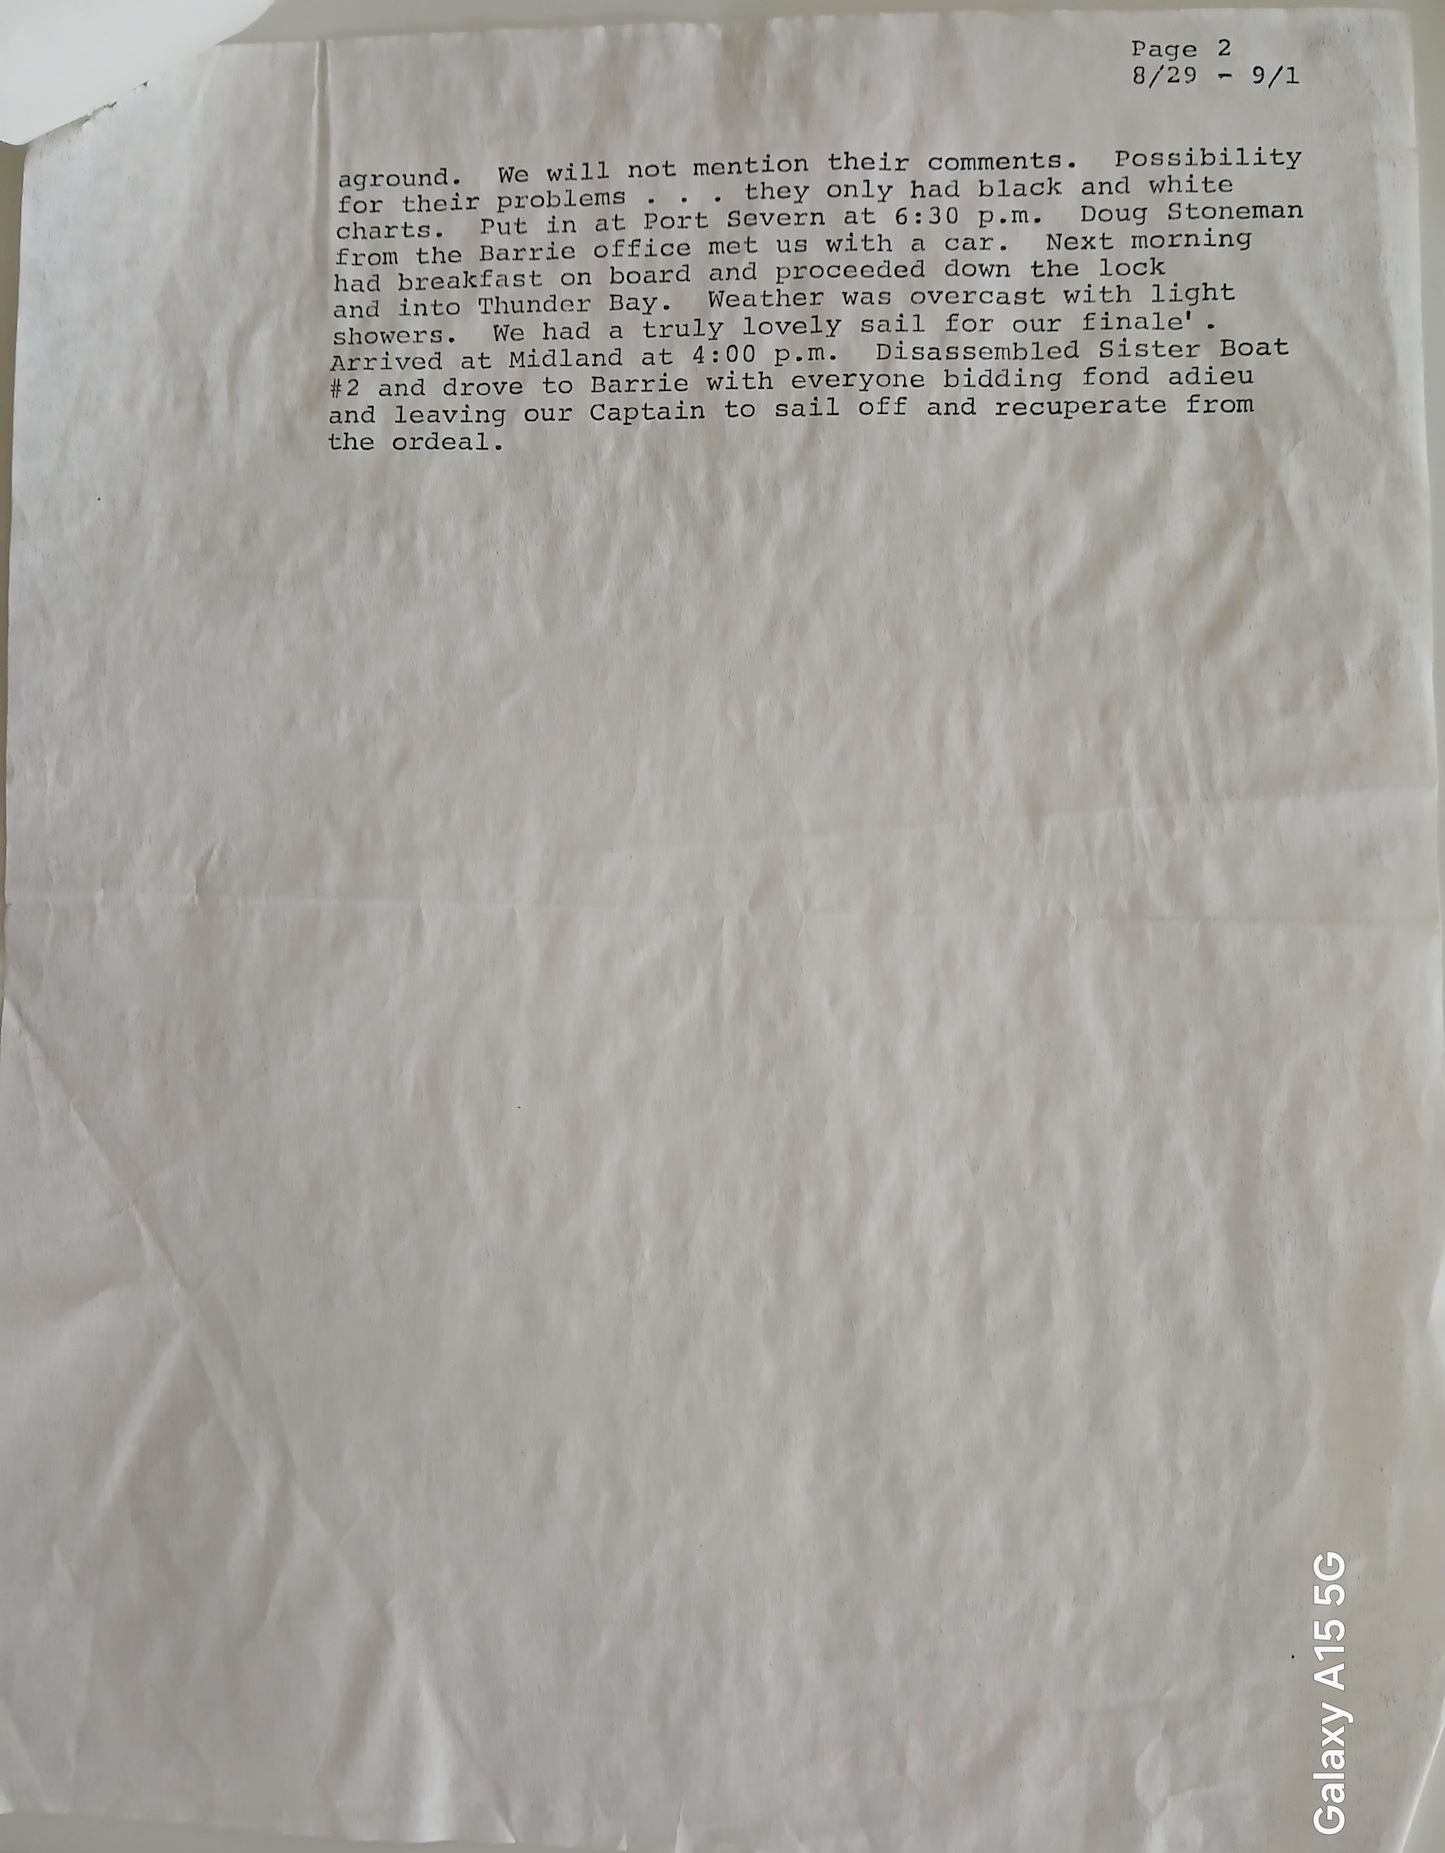 Page 2
8/29 - 9/1
aground.  We will not mention their comments.  Possibility
for their problems . . . they only had black and white
charts.  Put in at Port Severn at 6:30 p.m.  Doug Stoneman
from the Barrie office met us with a car.  Next morning
had breakfast on board and proceeded down the lock
and into Thunder Bay.  Weather was overcast with light
showers.  We had a truly lovely sail for our finale'.
Arrived at Midland at 4:00 p.m.  Disassembled Sister Boat
#2 and drove to Barrie with everyone bidding fond adieu
and leaving our Captain to sail off and recuperate from
the ordeal.
Galaxy A15 5G